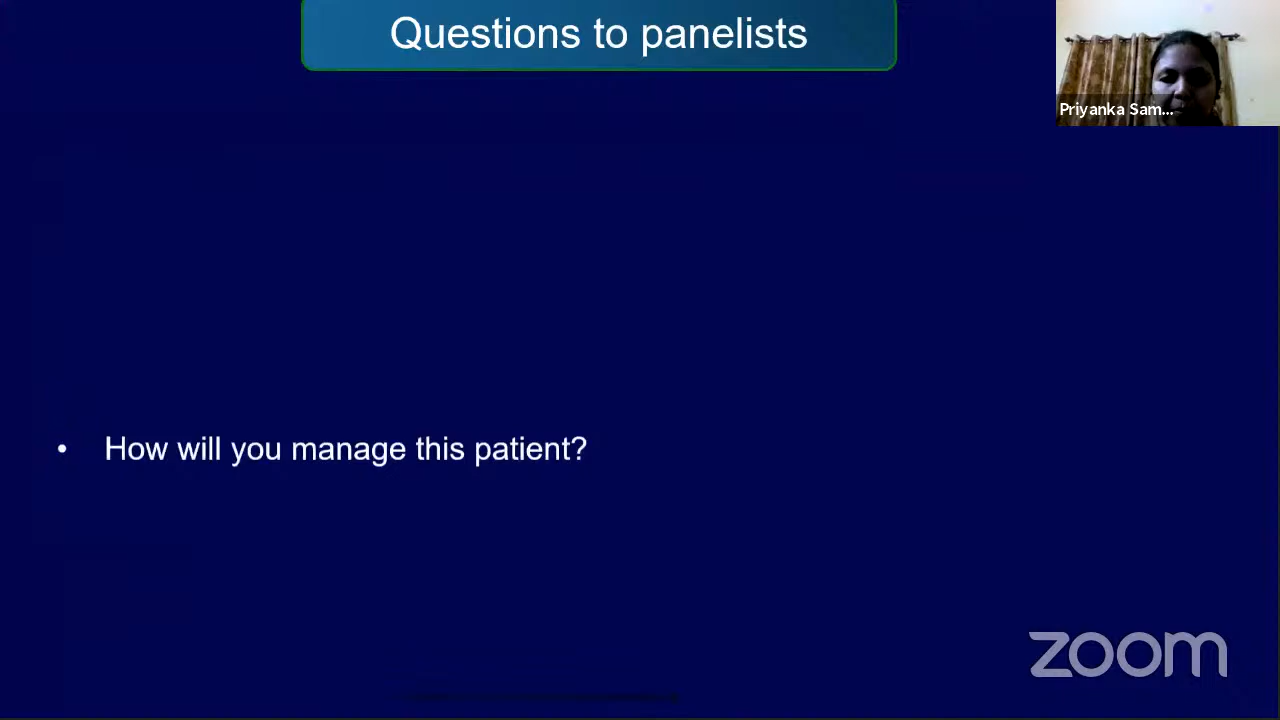 Questions to panelists
Priyanka Sam...
• How will you manage this patient?
zoom